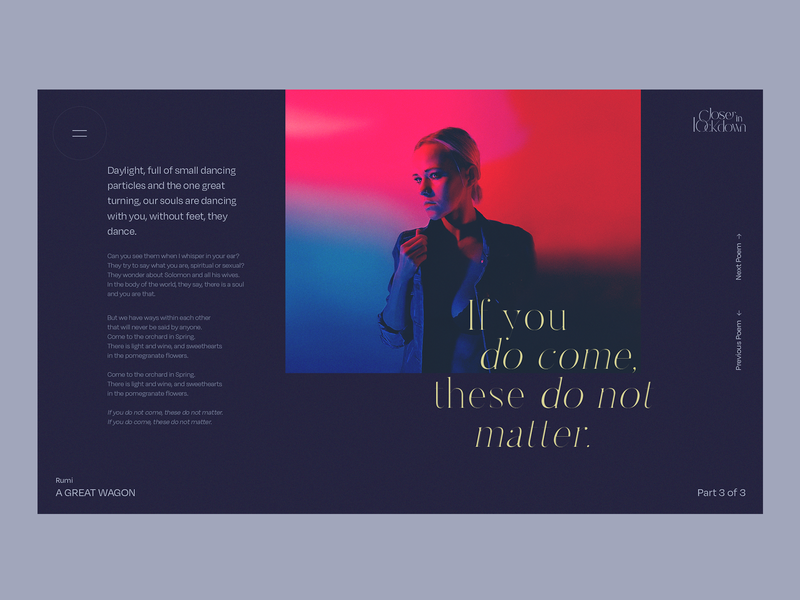 Closer in
lockdown
Daylight, full of small dancing
particles and the one great
turning, our souls are dancing
with you, without feet, they
dance.
Can you see them when I whisper in your ear?
They try to say what you are, spiritual or sexual?
They wonder about Solomon and all his wives.
In the body of the world, they say, there is a soul
and you are that.
But we have ways within each other
that will never be said by anyone.
Come to the orchard in Spring.
There is light and wine, and sweethearts
in the pomegranate flowers.
Come to the orchard in Spring.
There is light and wine, and sweethearts
in the pomegranate flowers.
If you do not come, these do not matter.
If you do come, these do not matter.
If you
do come,
these do not
matter.
Next Poem →
Previous Poem ←
Rumi
A GREAT WAGON
Part 3 of 3